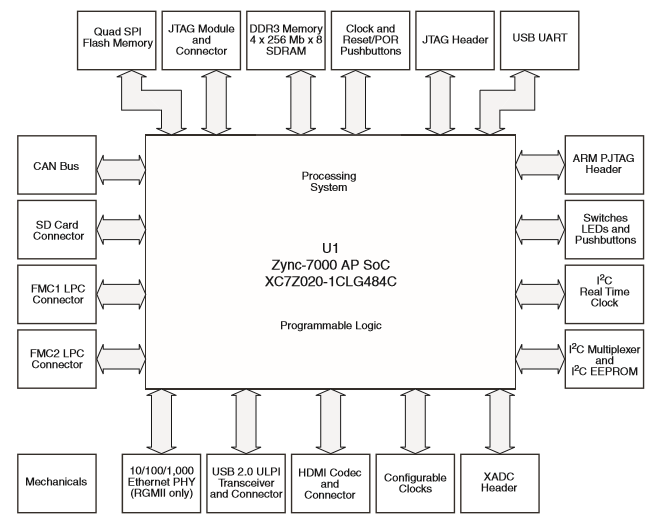 Quad SPI
Flash Memory
JTAG Module
and
Connector
DDR3 Memory
4 x 256 Mb x 8
SDRAM
Clock and
Reset/POR
Pushbuttons
JTAG Header
USB UART
CAN Bus
SD Card
Connector
FMC1 LPC
Connector
FMC2 LPC
Connector
Processing
System
U1
Zync-7000 AP SoC
XC7Z020-1CLG484C
Programmable Logic
ARM PJTAG
Header
Switches
LEDs and
Pushbuttons
I²C
Real Time
Clock
I²C Multiplexer
and
I²C EEPROM
Mechanicals
10/100/1,000
Ethernet PHY
(RGMII only)
USB 2.0 ULPI
Transceiver
and Connector
HDMI Codec
and
Connector
Configurable
Clocks
XADC
Header